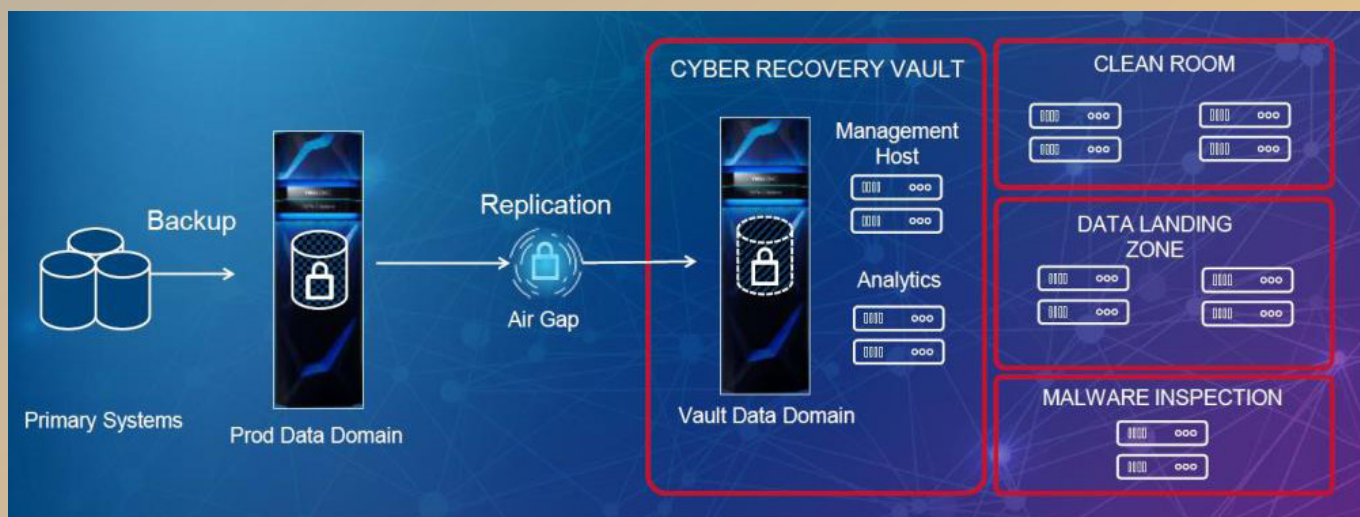 CYBER RECOVERY VAULT
CLEAN ROOM
Management
Host
Backup
Replication
DATA LANDING
ZONE
Analytics
Air Gap
MALWARE INSPECTION
Primary Systems
Prod Data Domain
Vault Data Domain